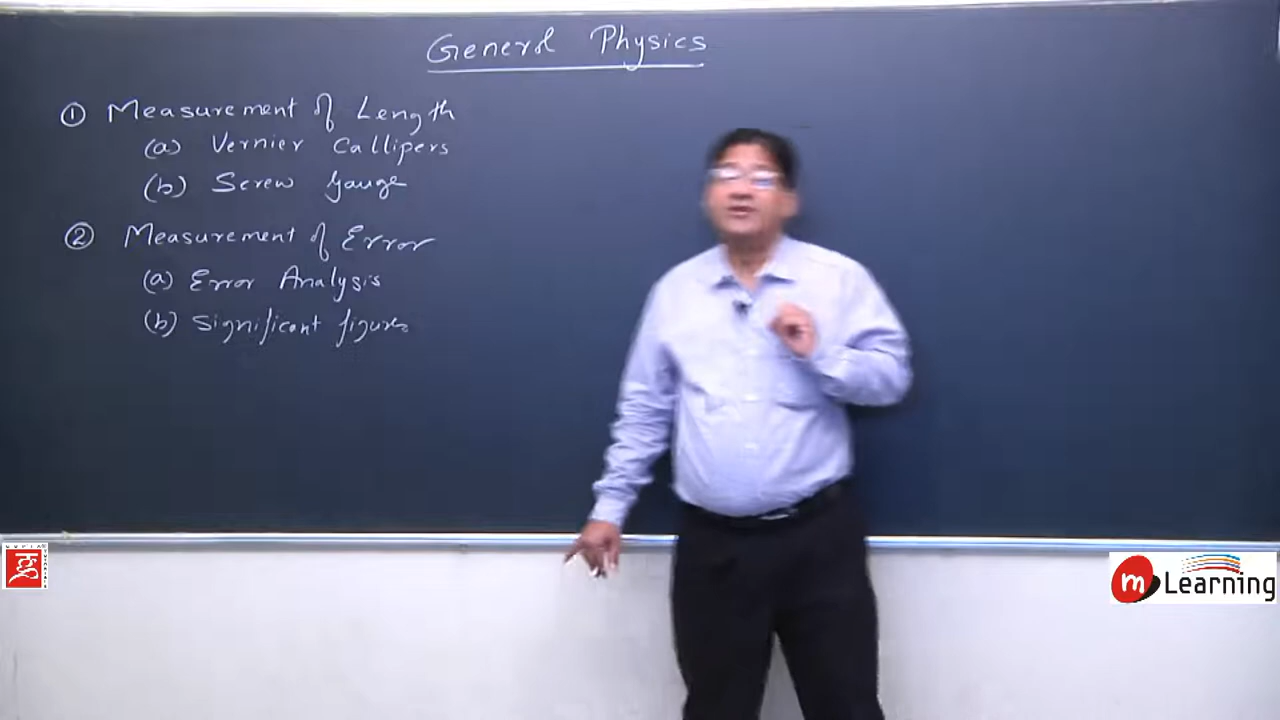 General Physics
① Measurement of Length
(a) Vernier Callipers
(b) Screw gauge
② Measurement of Error
(a) Error Analysis
(b) Significant figures
m Learning